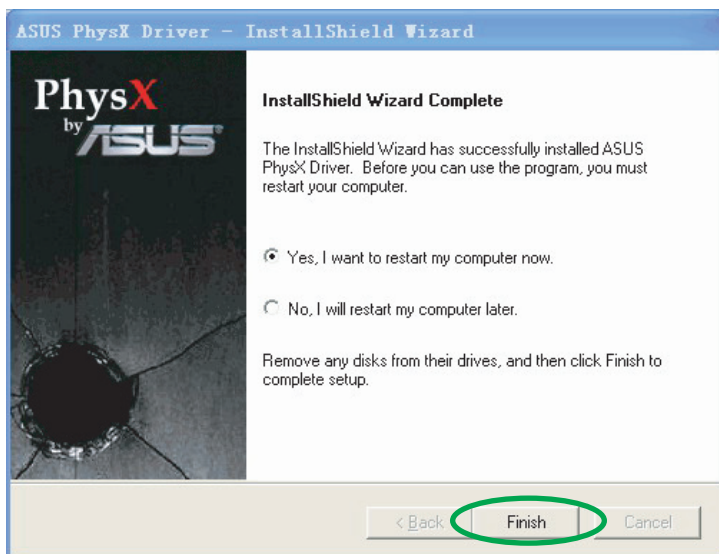 ASUS PhysX Driver - InstallShield Wizard
PhysX
by ASUS
InstallShield Wizard Complete
The InstallShield Wizard has successfully installed ASUS
PhysX Driver. Before you can use the program, you must
restart your computer.
Yes, I want to restart my computer now.
No, I will restart my computer later.
Remove any disks from their drives, and then click Finish to
complete setup.
< Back Finish Cancel